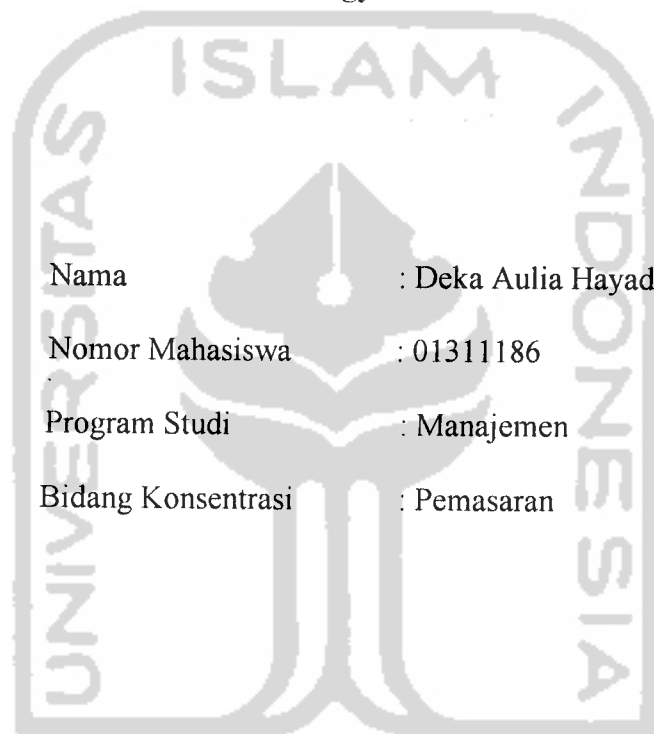 ISLAM
UNIVERSITAS
INDONESIA
Nama : Deka Aulia Hayad
Nomor Mahasiswa : 01311186
Program Studi : Manajemen
Bidang Konsentrasi : Pemasaran